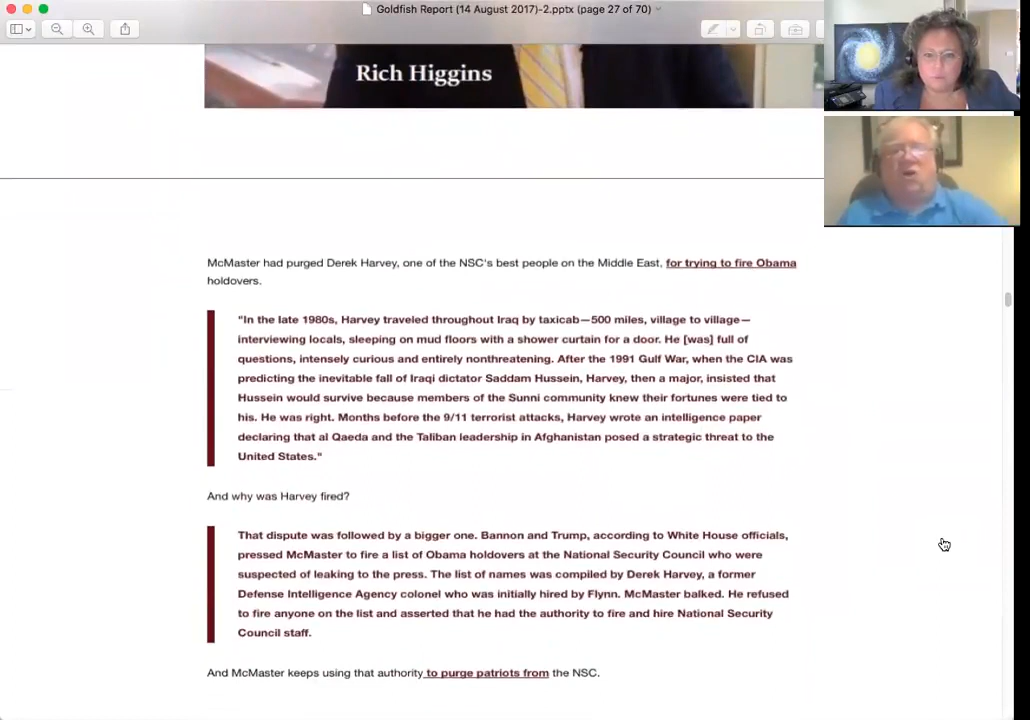 Goldfish Report (14 August 2017)-2.pptx (page 27 of 70)
Rich Higgins
McMaster had purged Derek Harvey, one of the NSC's best people on the Middle East, for trying to fire Obama
holdovers.
"In the late 1980s, Harvey traveled throughout Iraq by taxicab—500 miles, village to village—
interviewing locals, sleeping on mud floors with a shower curtain for a door. He [was] full of
questions, intensely curious and entirely nonthreatening. After the 1991 Gulf War, when the CIA was
predicting the inevitable fall of Iraqi dictator Saddam Hussein, Harvey, then a major, insisted that
Hussein would survive because members of the Sunni community knew their fortunes were tied to
his. He was right. Months before the 9/11 terrorist attacks, Harvey wrote an intelligence paper
declaring that al Qaeda and the Taliban leadership in Afghanistan posed a strategic threat to the
United States."
And why was Harvey fired?
That dispute was followed by a bigger one. Bannon and Trump, according to White House officials,
pressed McMaster to fire a list of Obama holdovers at the National Security Council who were
suspected of leaking to the press. The list of names was compiled by Derek Harvey, a former
Defense Intelligence Agency colonel who was initially hired by Flynn. McMaster balked. He refused
to fire anyone on the list and asserted that he had the authority to fire and hire National Security
Council staff.
And McMaster keeps using that authority to purge patriots from the NSC.